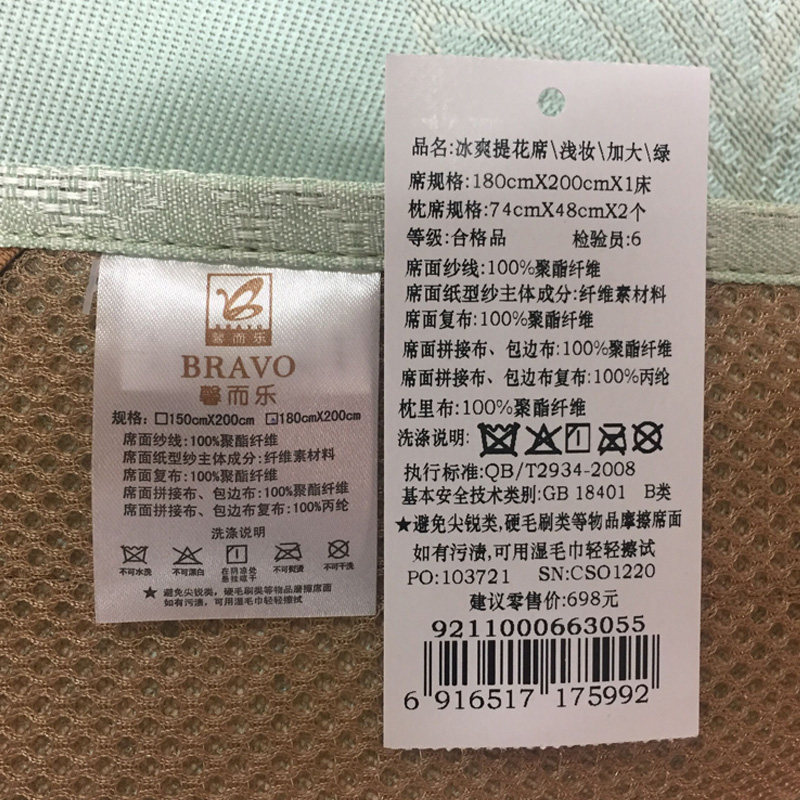 BRAVO
馨而乐
BRAVO
馨而乐
规格:□150cmX200cm □180cmX200cm
席面纱线:100%聚酯纤维
席面纸型纱主体成分:纤维素材料
席面复布:100%聚酯纤维
席面拼接布、包边布:100%聚酯纤维
席面拼接布、包边布复布:100%丙纶
洗涤说明
不可水洗 不可漂白 在阴凉处悬挂晾干 不可熨烫 不可干洗
★避免尖锐类,硬毛刷类等物品摩擦席面
如有污渍,可用湿毛巾轻轻擦拭
品名:冰爽提花席\浅妆\加大\绿
席规格:180cmX200cmX1床
枕席规格:74cmX48cmX2个
等级:合格品 检验员:6
席面纱线:100%聚酯纤维
席面纸型纱主体成分:纤维素材料
席面复布:100%聚酯纤维
席面拼接布、包边布:100%聚酯纤维
席面拼接布、包边布复布:100%丙纶
枕里布:100%聚酯纤维
洗涤说明:
执行标准:QB/T2934-2008
基本安全技术类别:GB 18401 B类
★避免尖锐类,硬毛刷类等物品摩擦席面
如有污渍,可用湿毛巾轻轻擦试
PO:103721 SN:CSO1220
建议零售价:698元
9211000663055
6 916517 175992